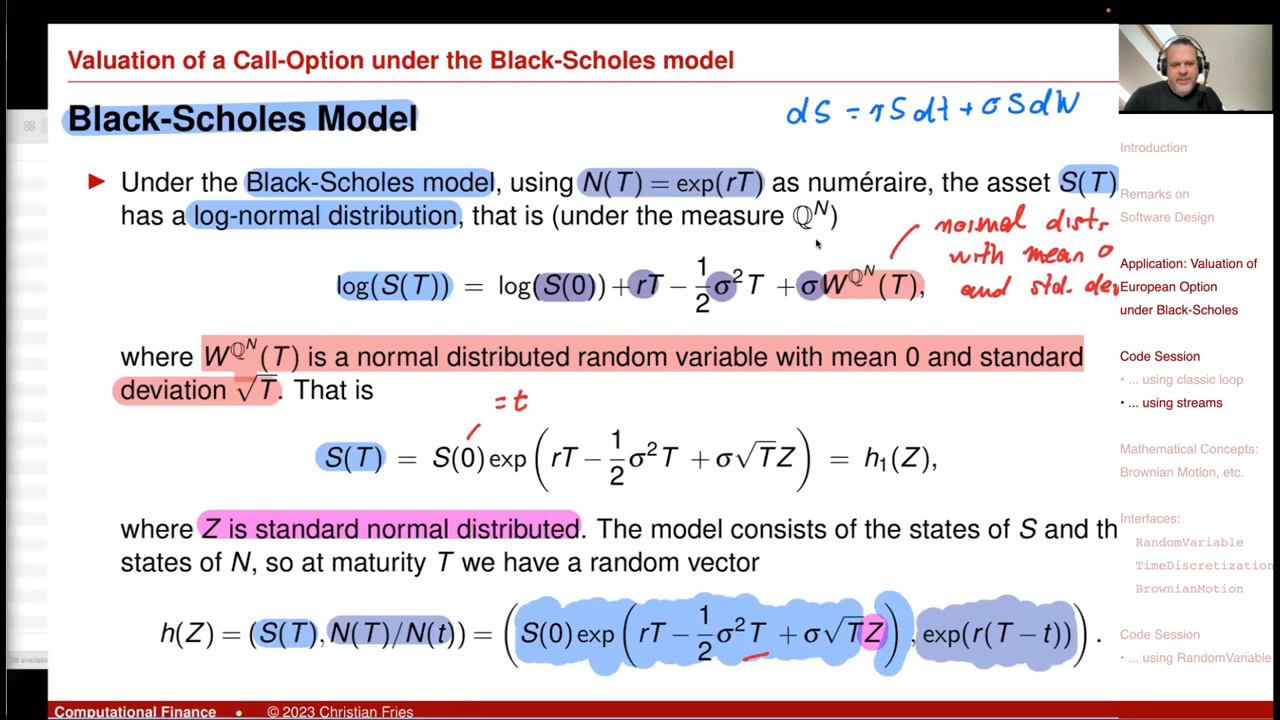 Valuation of a Call-Option under the Black-Scholes model
Black-Scholes Model
dS = rSdt + σSdW
▶ Under the Black-Scholes model, using N(T) = exp(rT) as numéraire, the asset S(T)
has a log-normal distribution, that is (under the measure ℚ^N)
normal distr.
with mean 0
and std. dev
log(S(T)) = log(S(0)) + rT − 1/2 σ²T + σW^{ℚ^N}(T),
where W^{ℚ^N}(T) is a normal distributed random variable with mean 0 and standard
deviation √T. That is
= t
S(T) = S(0) exp(rT − 1/2 σ²T + σ√T Z) = h₁(Z),
where Z is standard normal distributed. The model consists of the states of S and th
states of N, so at maturity T we have a random vector
h(Z) = (S(T), N(T)/N(t)) = (S(0) exp(rT − 1/2 σ²T + σ√T Z), exp(r(T − t))).
Computational Finance • © 2023 Christian Fries
Introduction
Remarks on
Software Design
Application: Valuation of
European Option
under Black-Scholes
Code Session
• ... using classic loop
• ... using streams
Mathematical Concepts:
Brownian Motion, etc.
Interfaces:
RandomVariable
TimeDiscretization
BrownianMotion
Code Session
• ... using RandomVariable